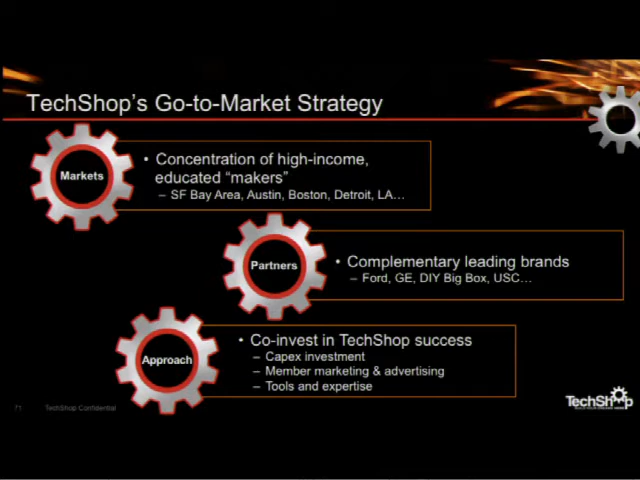 TechShop's Go-to-Market Strategy
Markets
• Concentration of high-income,
educated “makers”
– SF Bay Area, Austin, Boston, Detroit, LA…
Partners
• Complementary leading brands
– Ford, GE, DIY Big Box, USC…
Approach
• Co-invest in TechShop success
– Capex investment
– Member marketing & advertising
– Tools and expertise
71 TechShop Confidential
TechShop